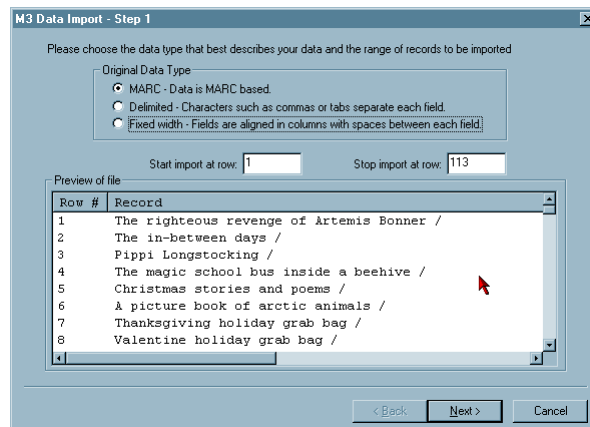 M3 Data Import - Step 1
Please choose the data type that best describes your data and the range of records to be imported
Original Data Type
MARC - Data is MARC based.
Delimited - Characters such as commas or tabs separate each field.
Fixed width - Fields are aligned in columns with spaces between each field.
Start import at row: 1 Stop import at row: 113
Preview of file
Row # Record
1 The righteous revenge of Artemis Bonner /
2 The in-between days /
3 Pippi Longstocking /
4 The magic school bus inside a beehive /
5 Christmas stories and poems /
6 A picture book of arctic animals /
7 Thanksgiving holiday grab bag /
8 Valentine holiday grab bag /
< Back Next > Cancel